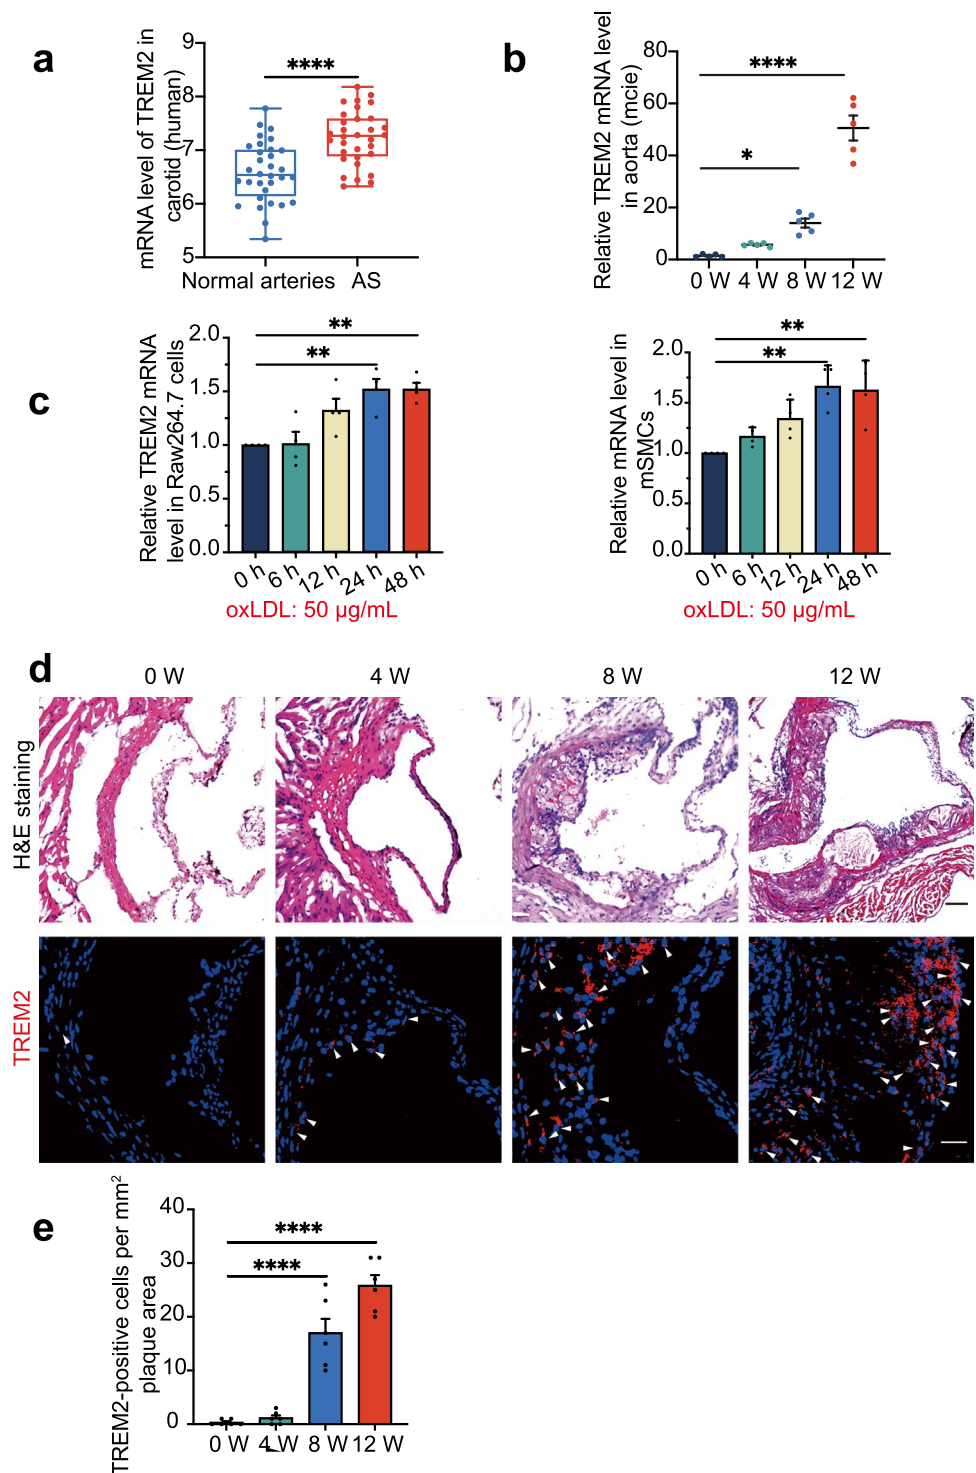 a
mRNA level of TREM2 in
carotid (human)
9
8
7
6
5
****
Normal arteries
AS
b
Relative TREM2 mRNA level
in aorta (mcie)
80
60
40
20
0
****
*
0 W
4 W
8 W
12 W
c
Relative TREM2 mRNA
level in Raw264.7 cells
2.0
1.5
1.0
0.5
0.0
**
**
0 h
6 h
12 h
24 h
48 h
oxLDL: 50 μg/mL
Relative mRNA level in
mSMCs
2.0
1.5
1.0
0.5
0.0
**
**
0 h
6 h
12 h
24 h
48 h
oxLDL: 50 μg/mL
d
0 W
4 W
8 W
12 W
H&E staining
TREM2
e
TREM2-positive cells per mm²
plaque area
40
30
20
10
0
****
****
0 W
4 W
8 W
12 W